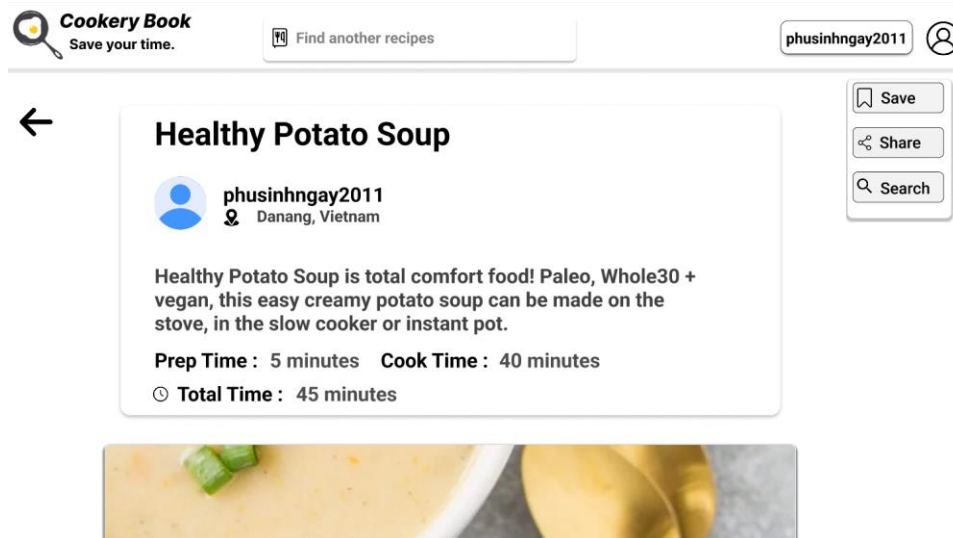 Cookery Book
Save your time.
Find another recipes
phusinhngay2011
Save
Share
Search
Healthy Potato Soup
phusinhngay2011
Danang, Vietnam
Healthy Potato Soup is total comfort food! Paleo, Whole30 +
vegan, this easy creamy potato soup can be made on the
stove, in the slow cooker or instant pot.
Prep Time : 5 minutes Cook Time : 40 minutes
Total Time : 45 minutes